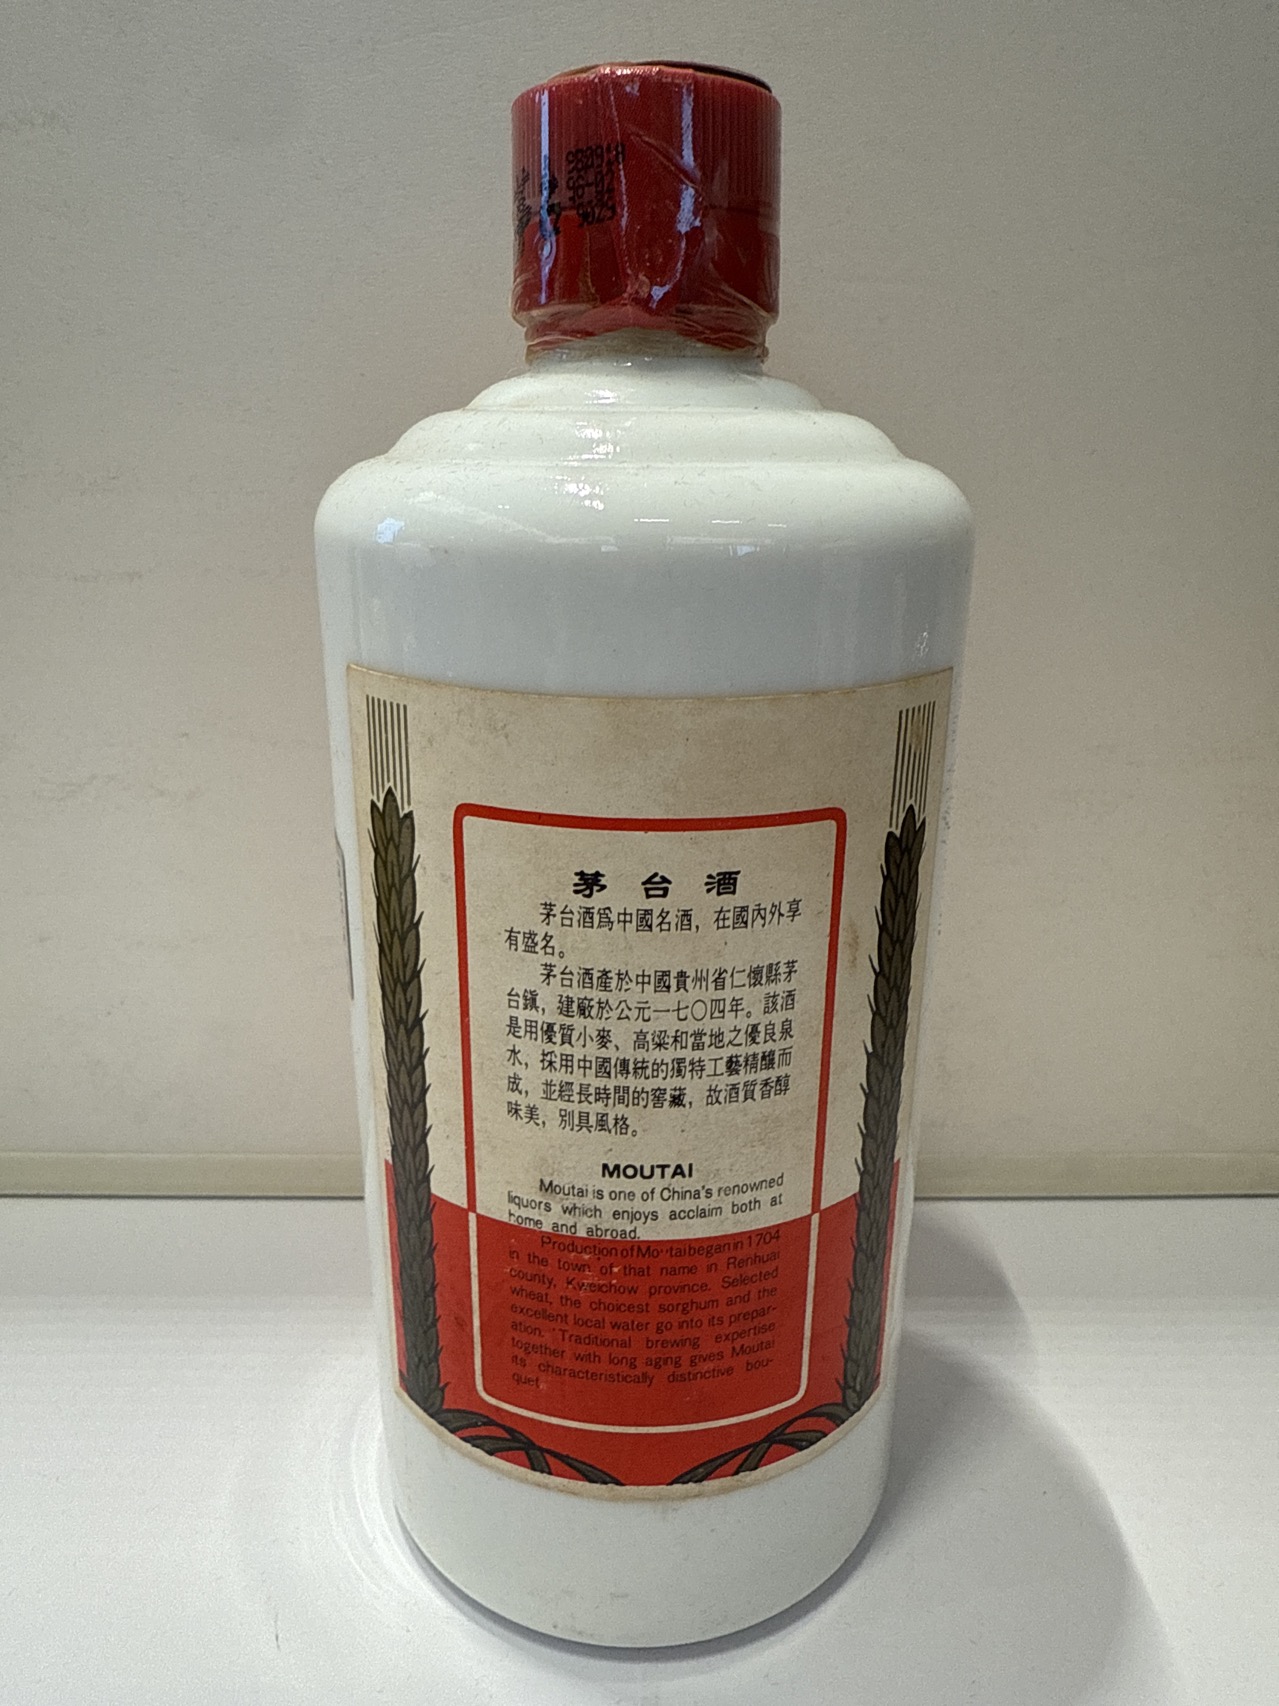 茅台酒
茅台酒爲中國名酒，在國內外享
有盛名。
茅台酒產於中國貴州省仁懷縣茅
台鎮，建廠於公元一七〇四年。該酒
是用優質小麥、高粱和當地之優良泉
水，採用中國傳統的獨特工藝精釀而
成，並經長時間的窖藏，故酒質香醇
味美，別具風格。
MOUTAI
Moutai is one of China's renowned
liquors which enjoys acclaim both at
home and abroad.
Production of Moutai began in 1704
in the town of that name in Renhuai
county, Kweichow province. Selected
wheat, the choicest sorghum and the
excellent local water go into its prepar-
ation. Traditional brewing expertise
together with long aging gives Moutai
its characteristically distinctive bou-
quet.